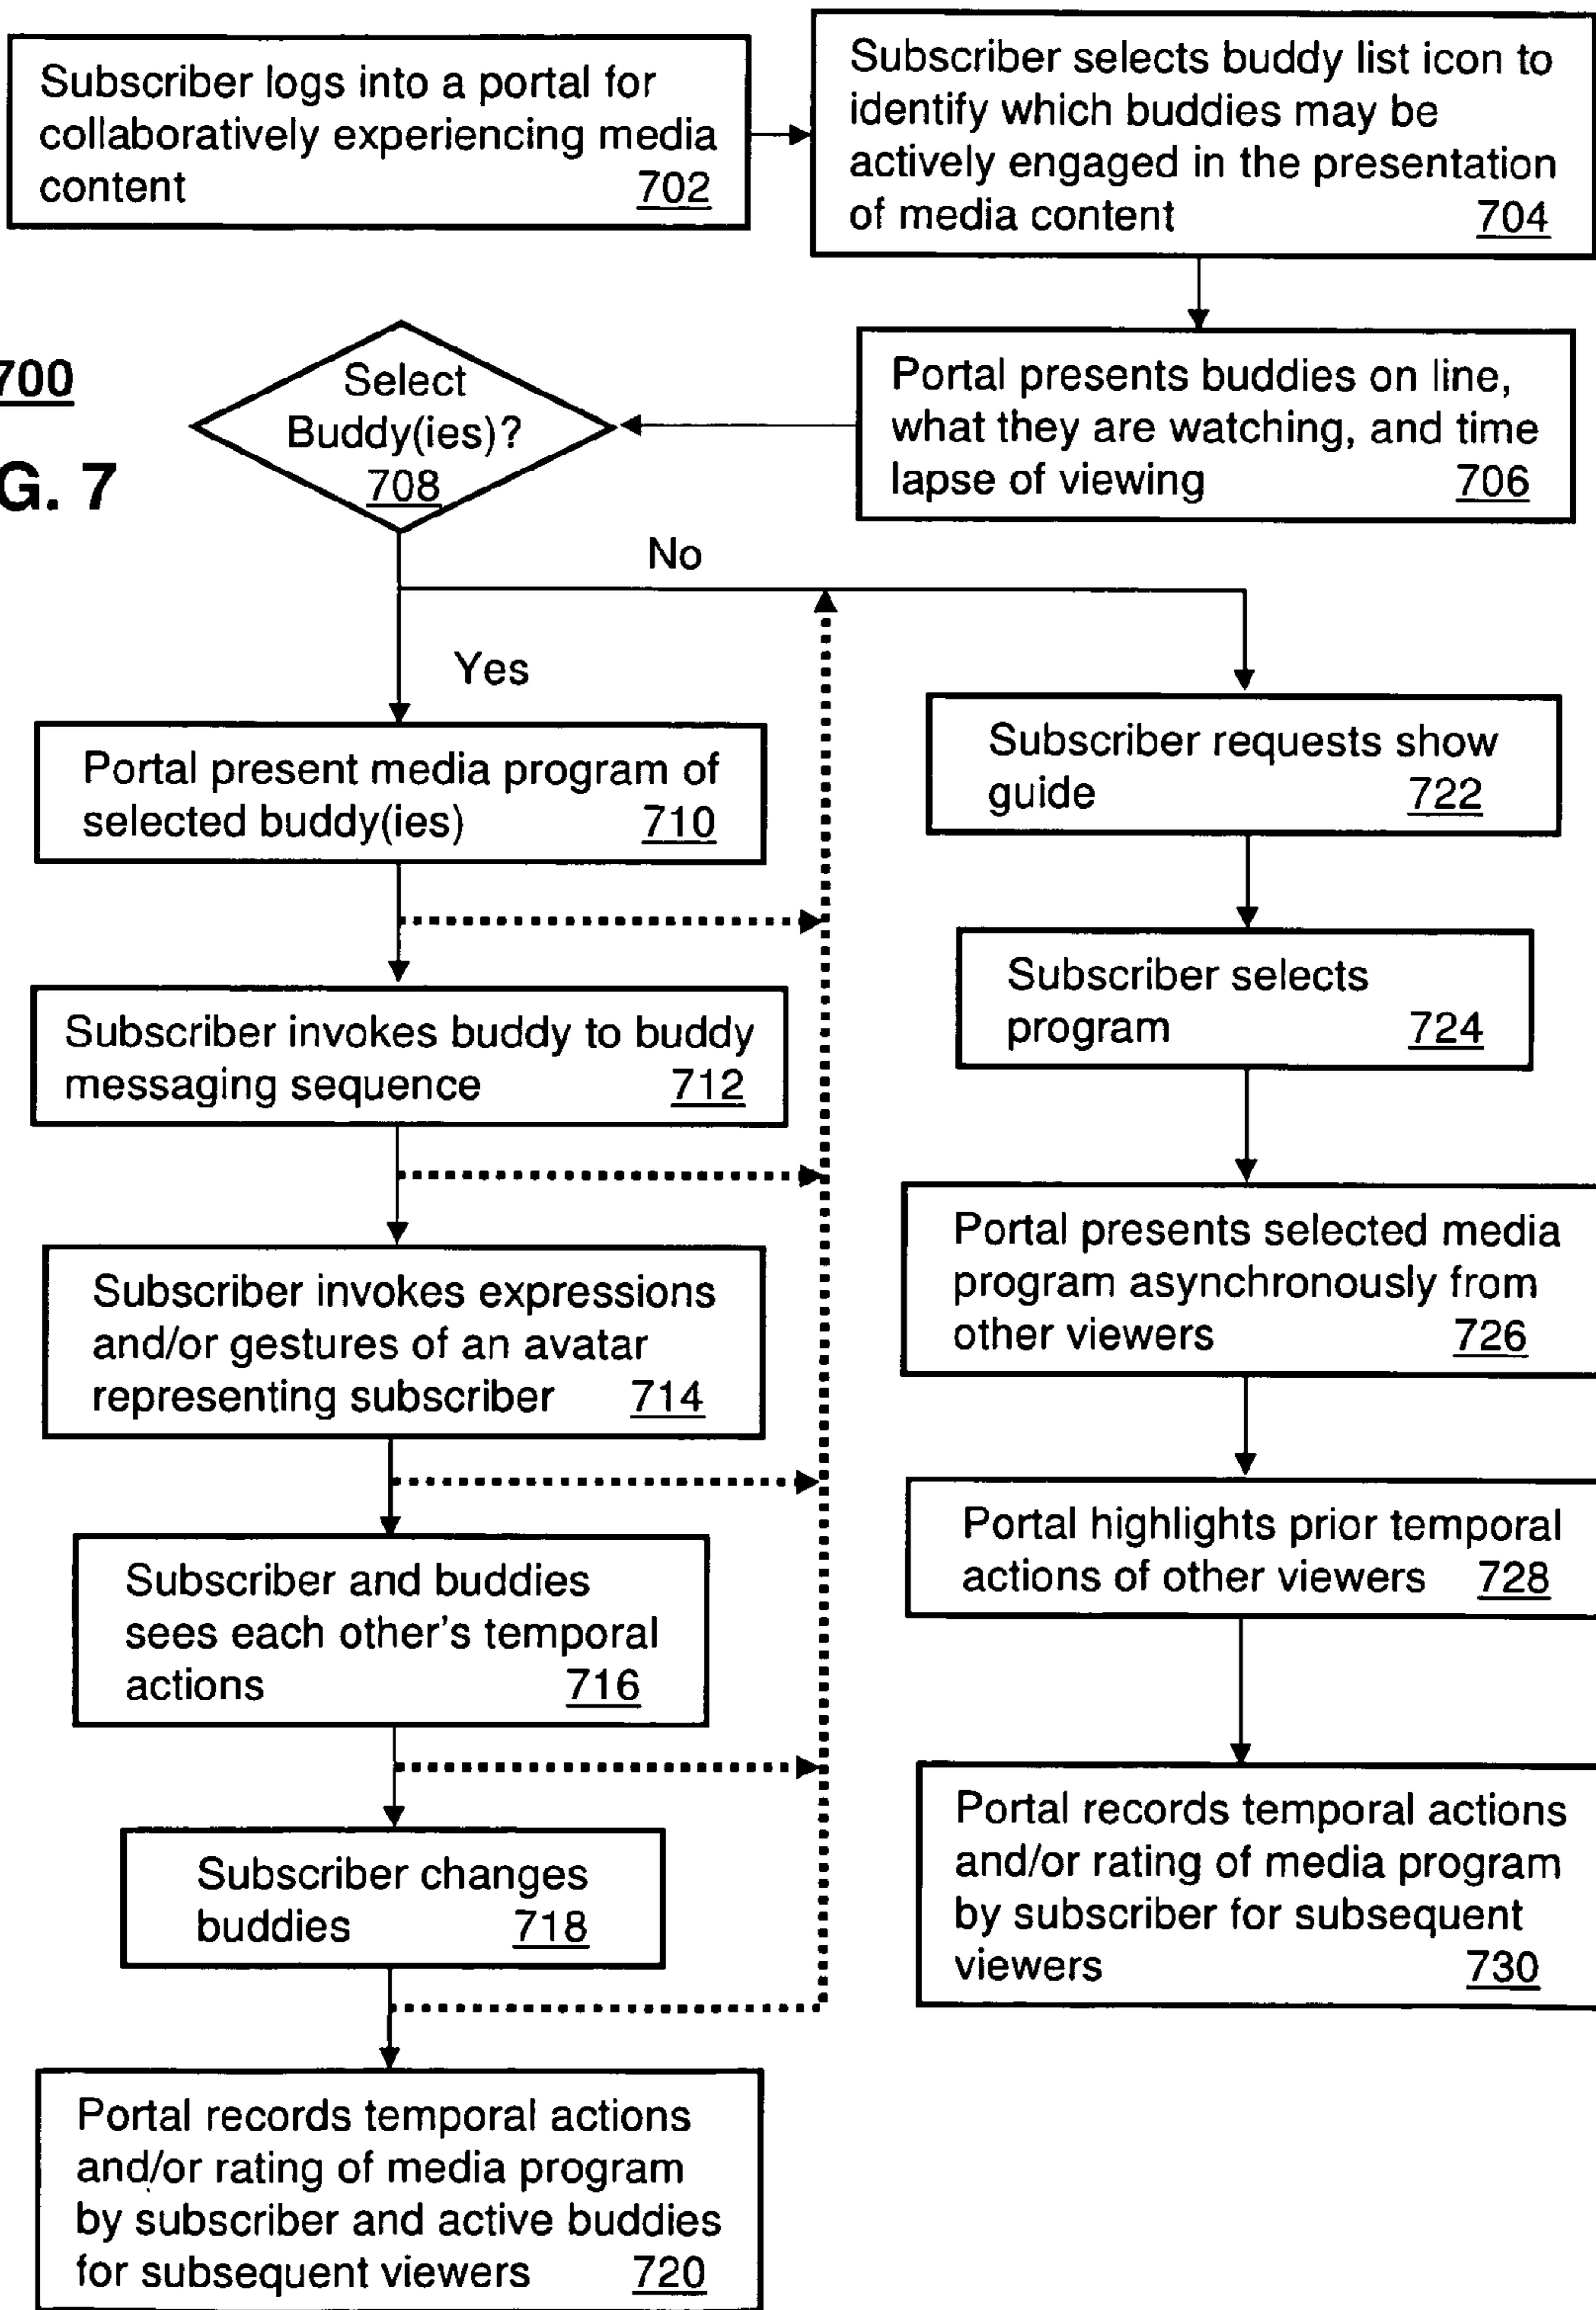 Subscriber logs into a portal for
collaboratively experiencing media
content 702
Subscriber selects buddy list icon to
identify which buddies may be
actively engaged in the presentation
of media content 704
700
G. 7
Select
Buddy(ies)?
708
Portal presents buddies on line,
what they are watching, and time
lapse of viewing 706
No
Yes
Portal present media program of
selected buddy(ies) 710
Subscriber invokes buddy to buddy
messaging sequence 712
Subscriber invokes expressions
and/or gestures of an avatar
representing subscriber 714
Subscriber and buddies
sees each other's temporal
actions 716
Subscriber changes
buddies 718
Portal records temporal actions
and/or rating of media program
by subscriber and active buddies
for subsequent viewers 720
Subscriber requests show
guide 722
Subscriber selects
program 724
Portal presents selected media
program asynchronously from
other viewers 726
Portal highlights prior temporal
actions of other viewers 728
Portal records temporal actions
and/or rating of media program
by subscriber for subsequent
viewers 730